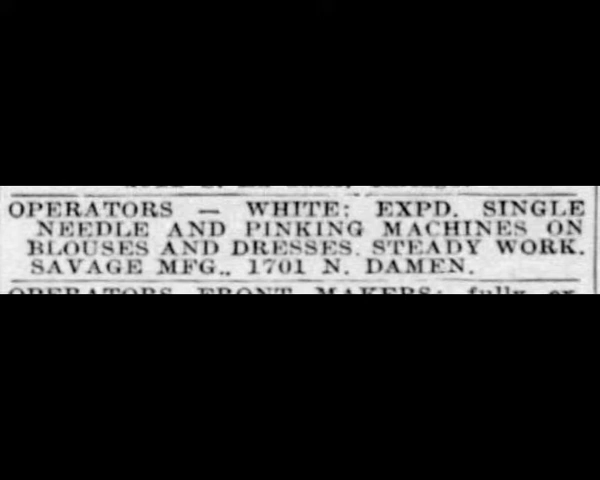 OPERATORS — WHITE; EXPD. SINGLE
NEEDLE AND PINKING MACHINES ON
BLOUSES AND DRESSES. STEADY WORK.
SAVAGE MFG., 1701 N. DAMEN.
OPERATORS FRONT MAKERS; fully ex